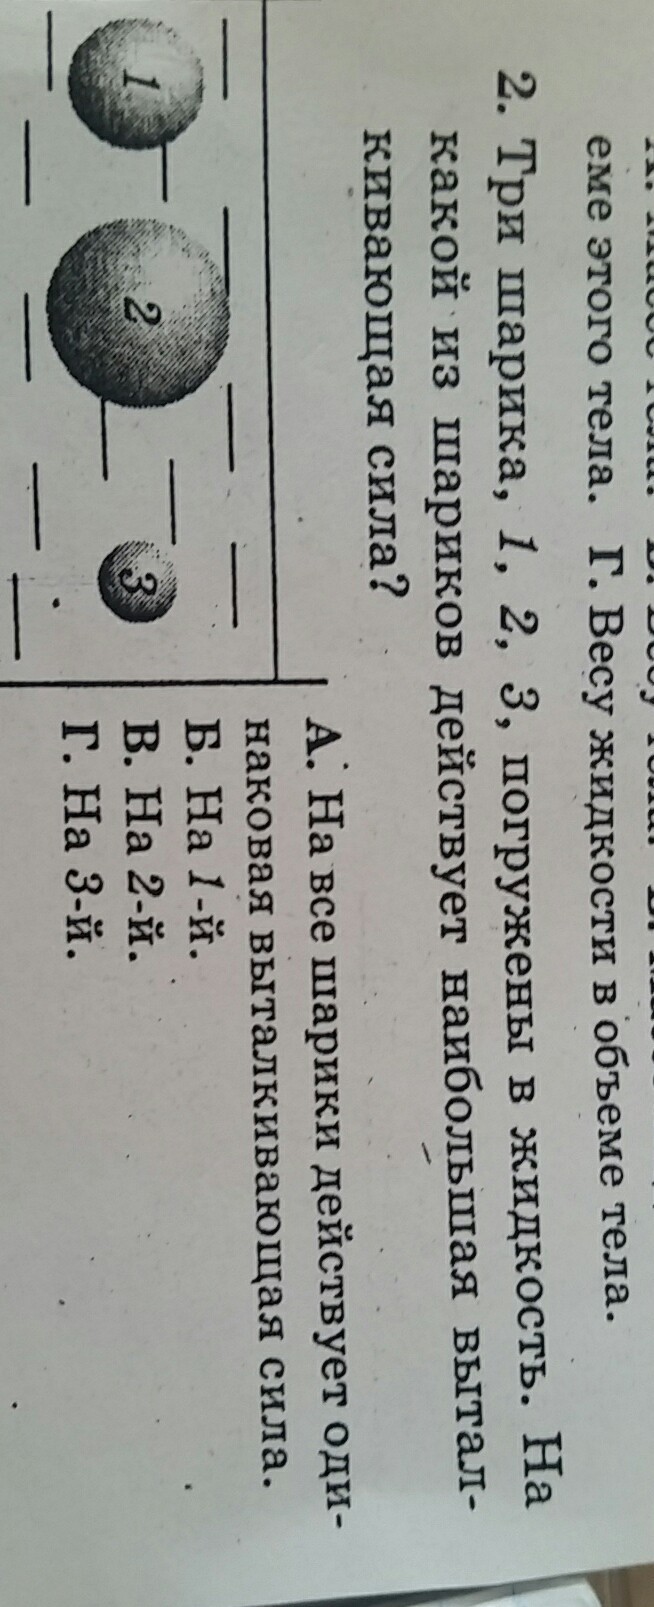 еме этого тела. Г. Весу жидкости в объеме тела.
2. Три шарика, 1, 2, 3, погружены в жидкость. На
какой из шариков действует наибольшая вытал-
кивающая сила?
1
2
3
А. На все шарики действует оди-
наковая выталкивающая сила.
Б. На 1-й.
В. На 2-й.
Г. На 3-й.